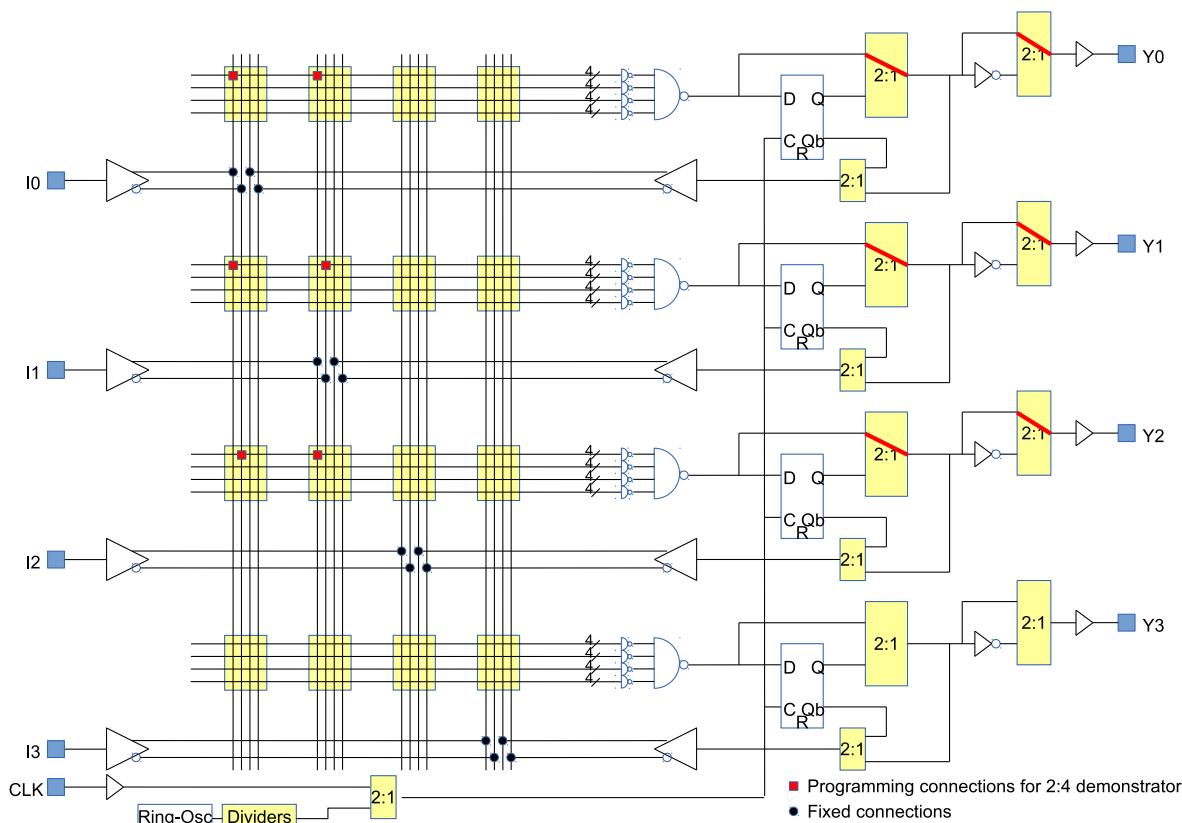 4
4
4
4
2:1
2:1
Y0
D Q
C Qb
R
2:1
I0
4
4
4
4
2:1
2:1
Y1
D Q
C Qb
R
2:1
I1
4
4
4
4
2:1
2:1
Y2
D Q
C Qb
R
2:1
I2
4
4
4
4
2:1
2:1
Y3
D Q
C Qb
R
2:1
I3
CLK
2:1
Ring-Osc
Dividers
Programming connections for 2:4 demonstrator
Fixed connections